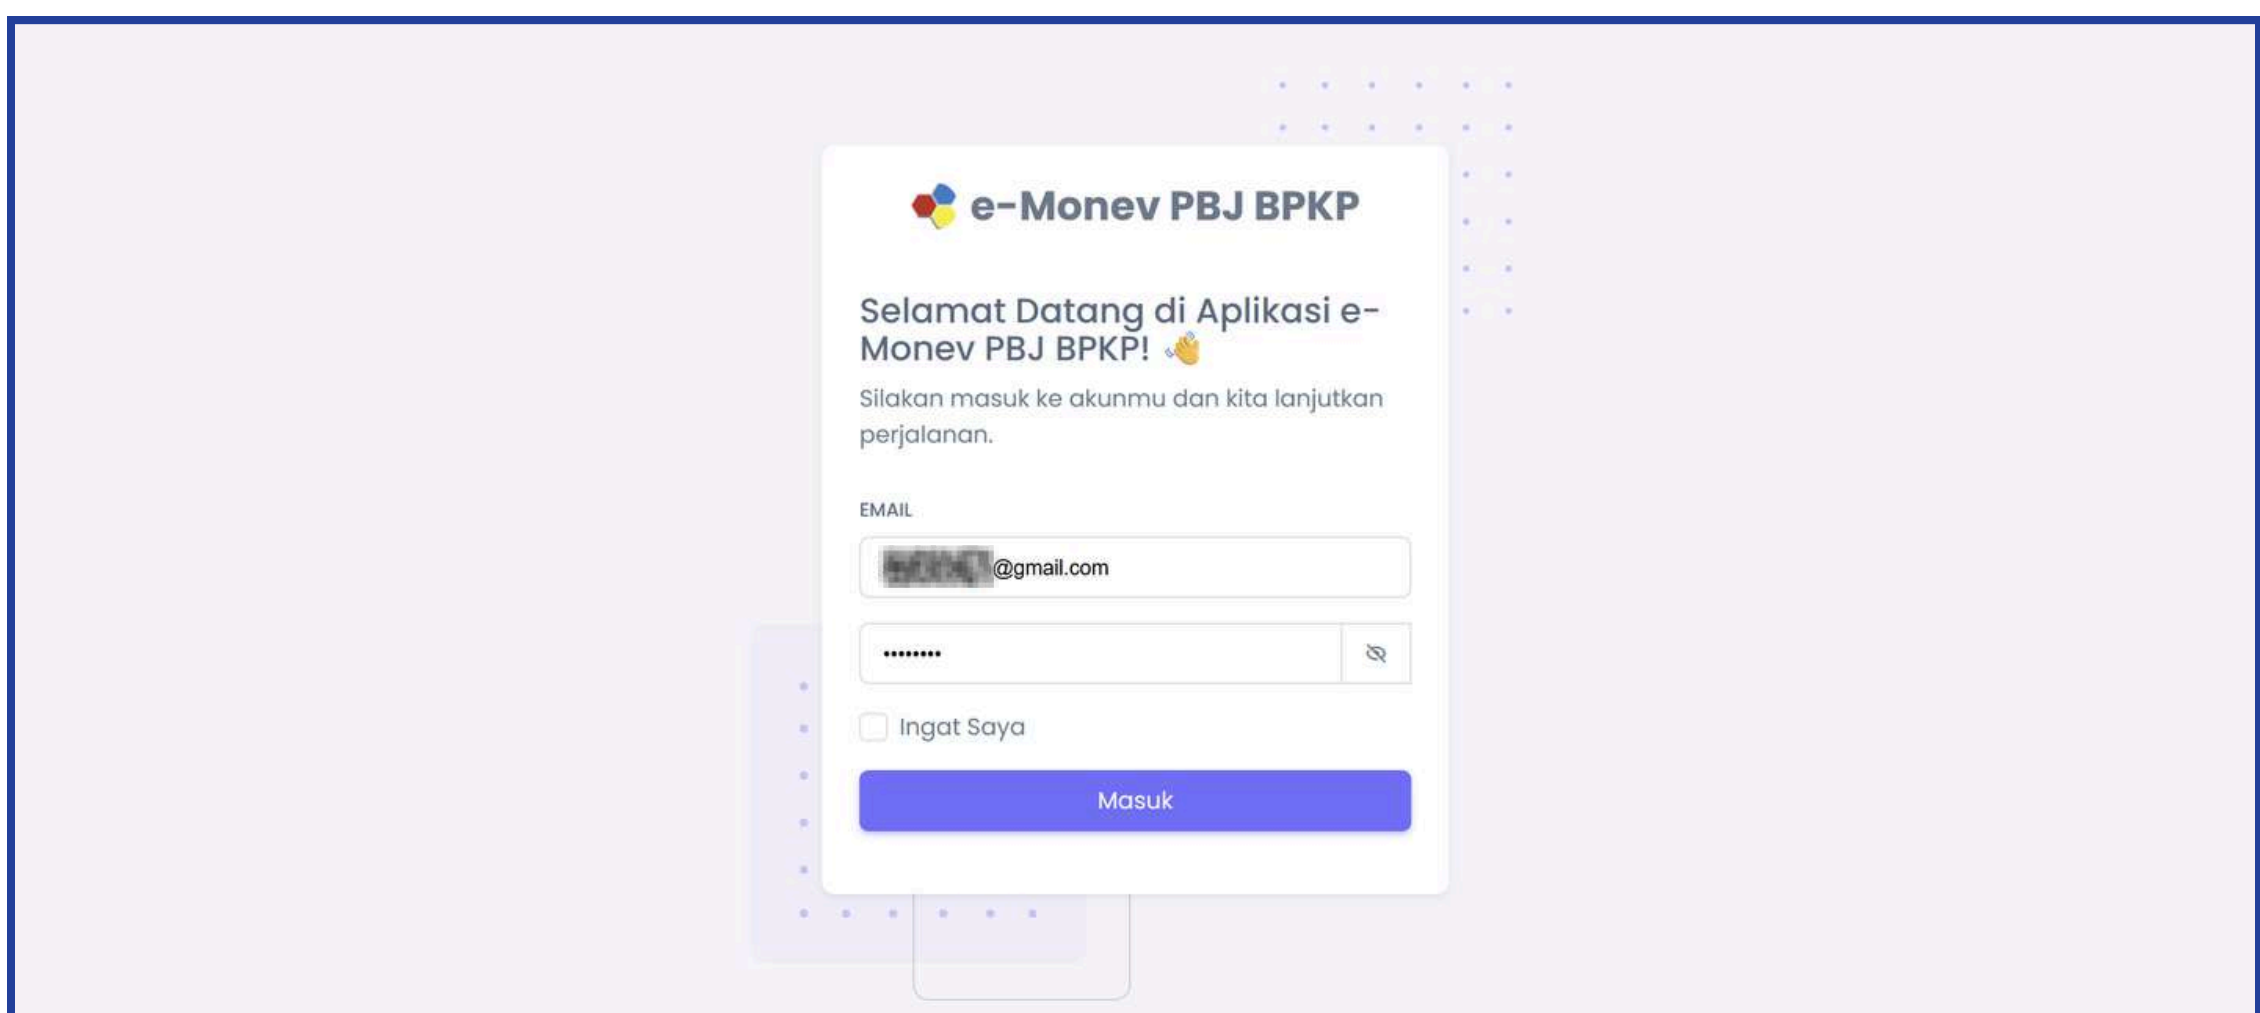 e-Monev PBJ BPKP
Selamat Datang di Aplikasi e-
Monev PBJ BPKP!
Silakan masuk ke akunmu dan kita lanjutkan
perjalanan.
EMAIL
@gmail.com
••••••••
Ingat Saya
Masuk